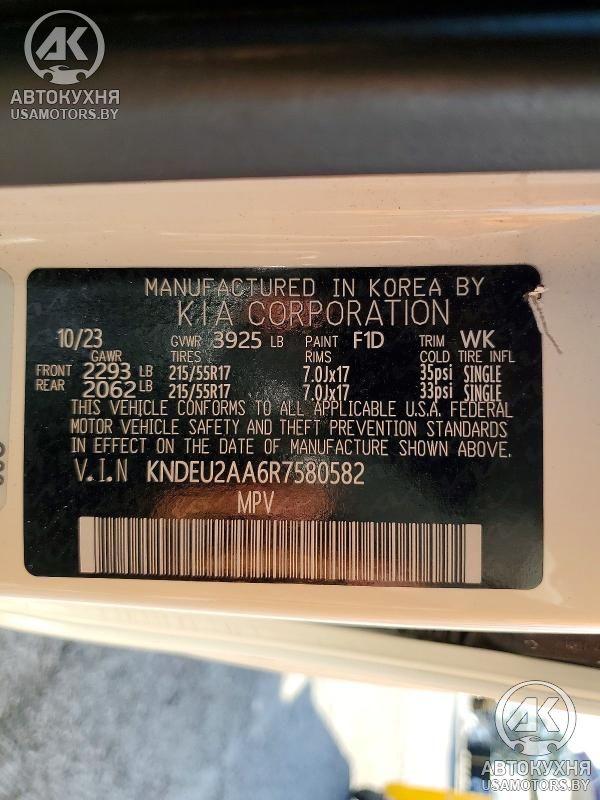 AK
АВТОКУХНЯ
USAMOTORS.BY
MANUFACTURED IN KOREA BY
KIA CORPORATION
10/23 GVWR 3925 LB PAINT F1D TRIM WK
GAWR TIRES RIMS COLD TIRE INFL
FRONT 2293 LB 215/55R17 7.0Jx17 35psi SINGLE
REAR 2062 LB 215/55R17 7.0Jx17 33psi SINGLE
THIS VEHICLE CONFORMS TO ALL APPLICABLE U.S.A. FEDERAL
MOTOR VEHICLE SAFETY AND THEFT PREVENTION STANDARDS
IN EFFECT ON THE DATE OF MANUFACTURE SHOWN ABOVE.
V.I.N KNDEU2AA6R7580582
MPV
AK
АВТОКУХНЯ
USAMOTORS.BY